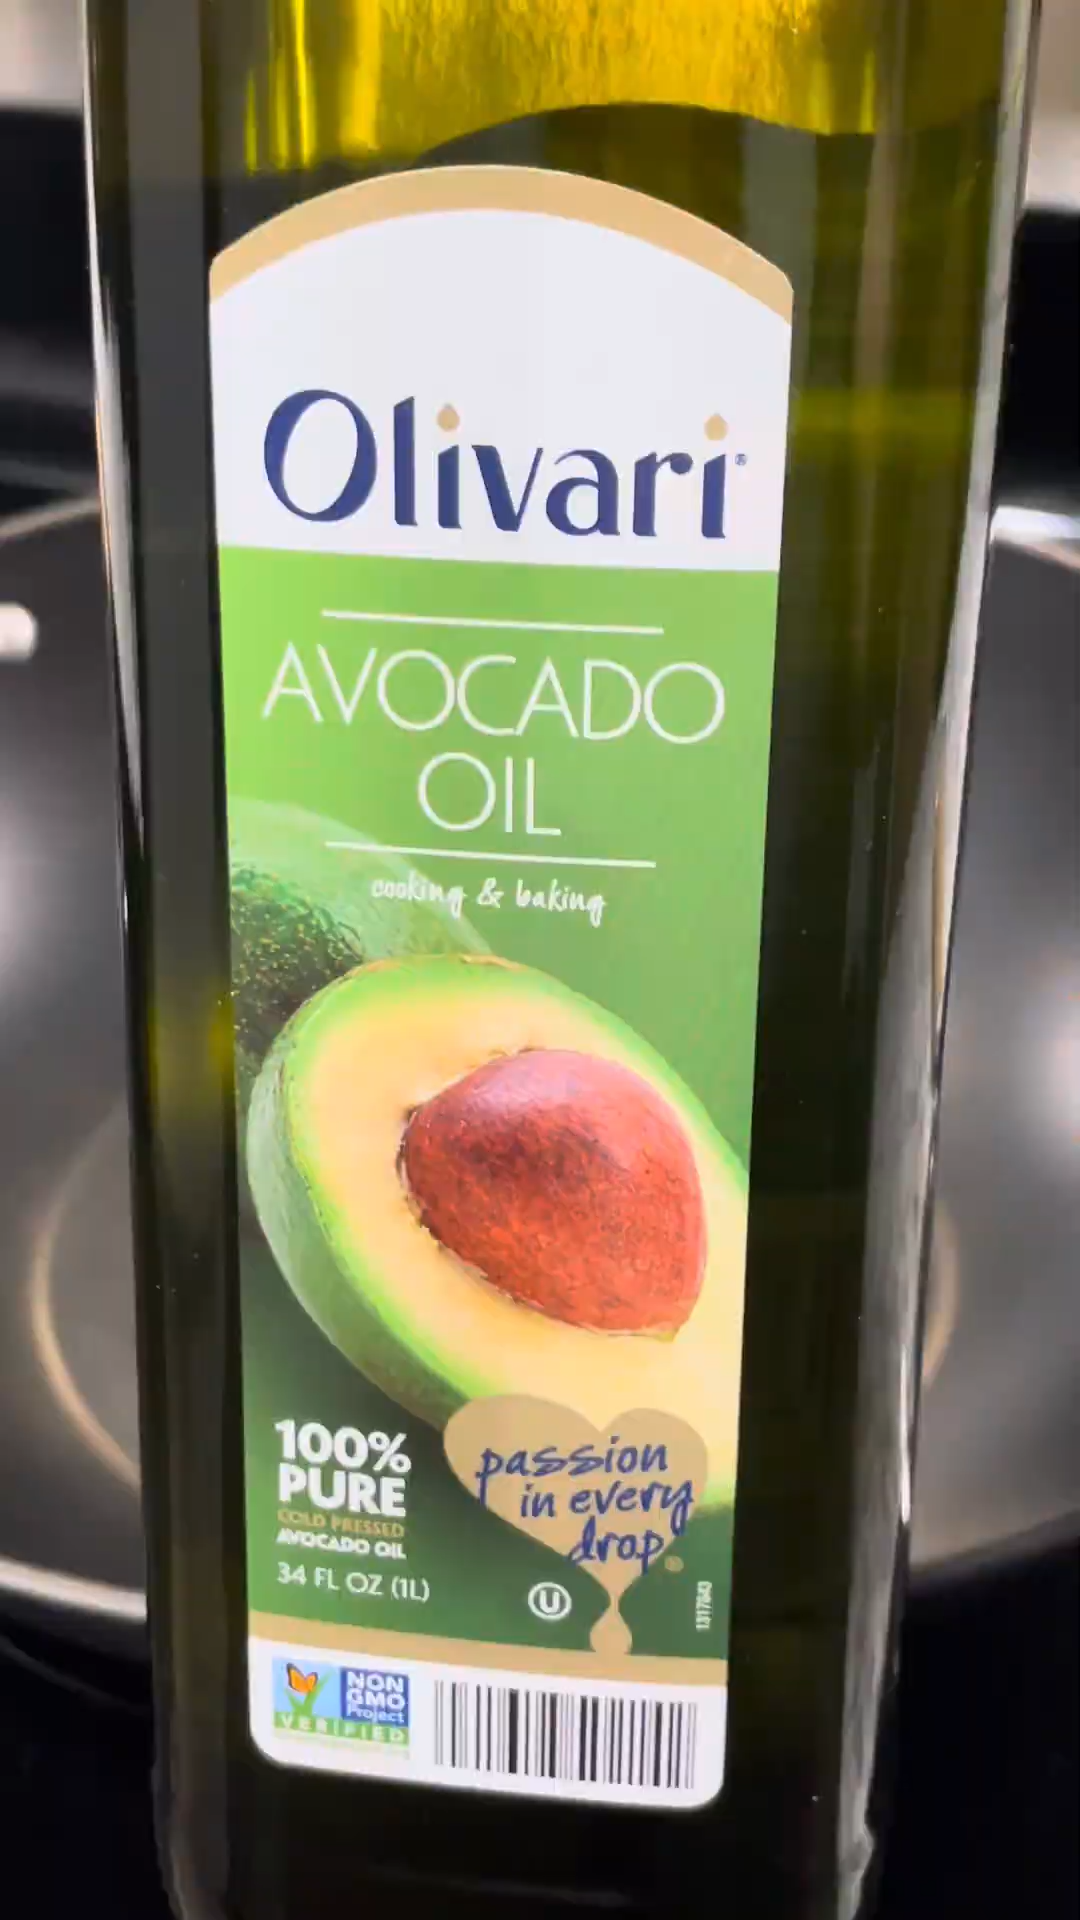 Olivari®
AVOCADO
OIL
cooking & baking
100%
PURE
COLD PRESSED
AVOCADO OIL
34 FL OZ (1L)
passion
in every
drop®
U
1317043
NON
GMO
Project
VERIFIED